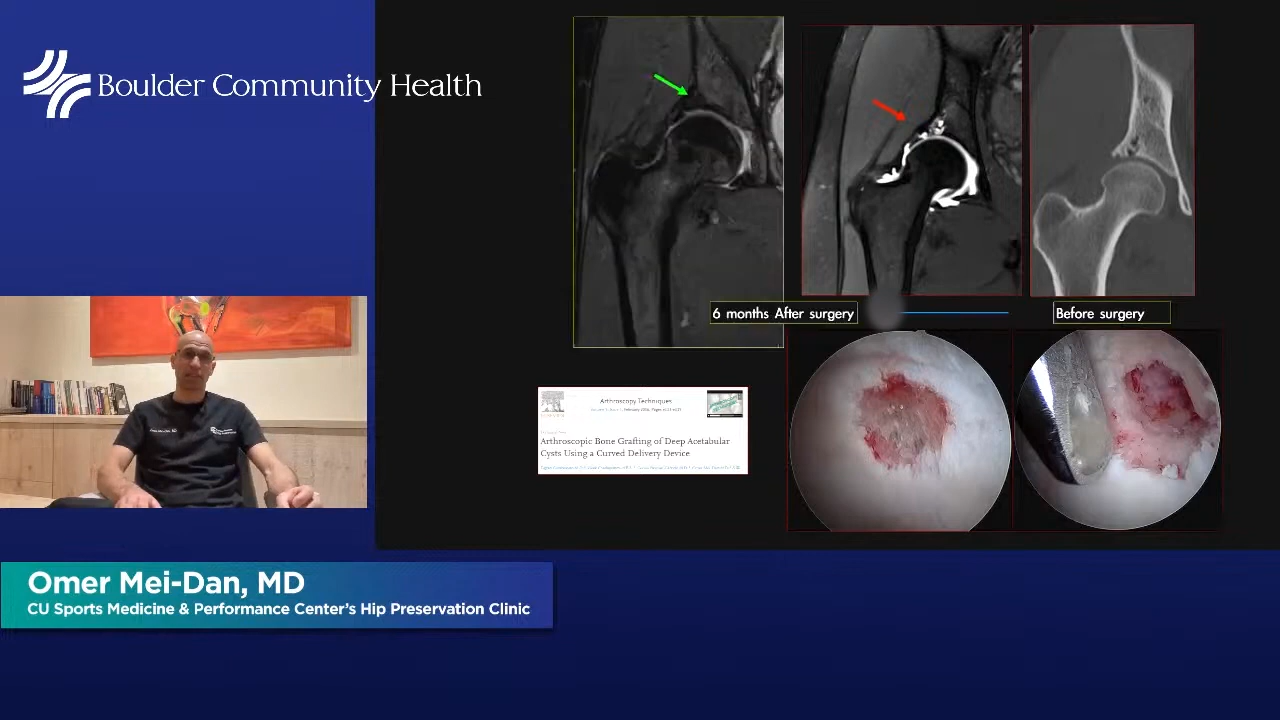 Boulder Community Health
6 months After surgery
Before surgery
Arthroscopy Techniques
Arthroscopic Bone Grafting of Deep Acetabular
Cysts Using a Curved Delivery Device
Omer Mei-Dan, MD
CU Sports Medicine & Performance Center's Hip Preservation Clinic